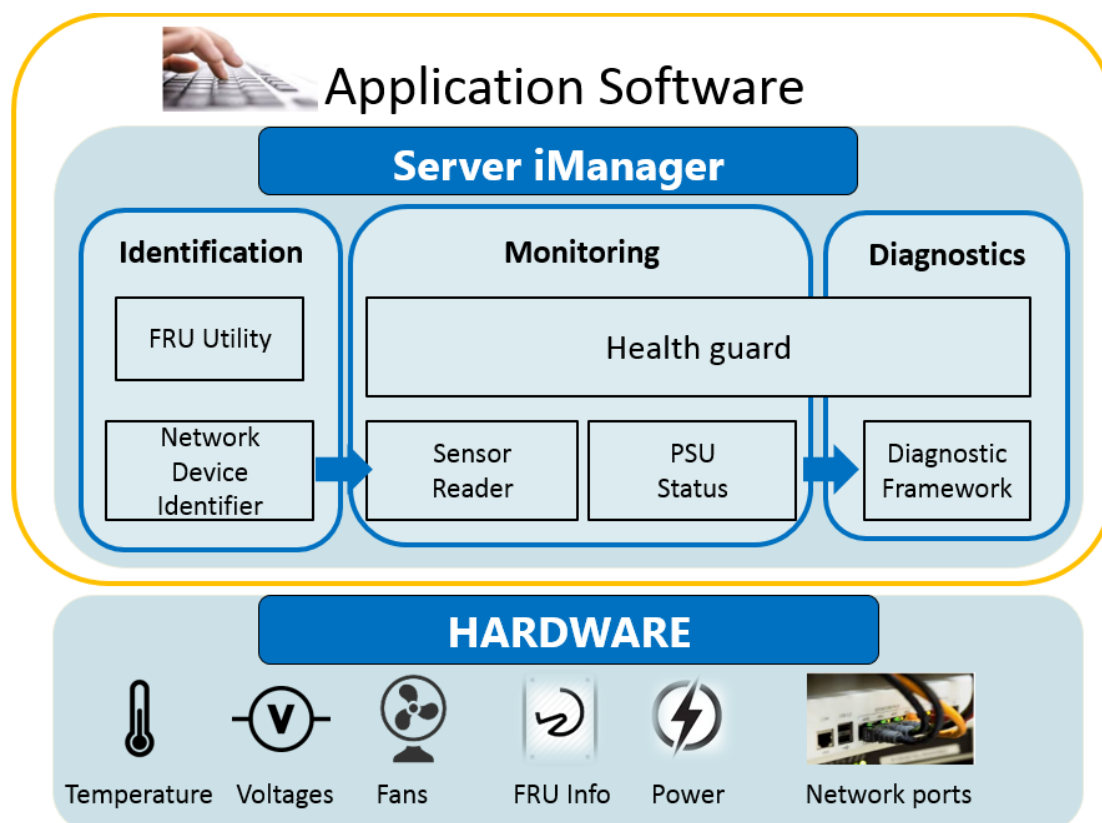 Application Software
Server iManager
Identification
Monitoring
Diagnostics
FRU Utility
Health guard
Network
Device
Identifier
Sensor
Reader
PSU
Status
Diagnostic
Framework
HARDWARE
V
Temperature
Voltages
Fans
FRU Info
Power
Network ports